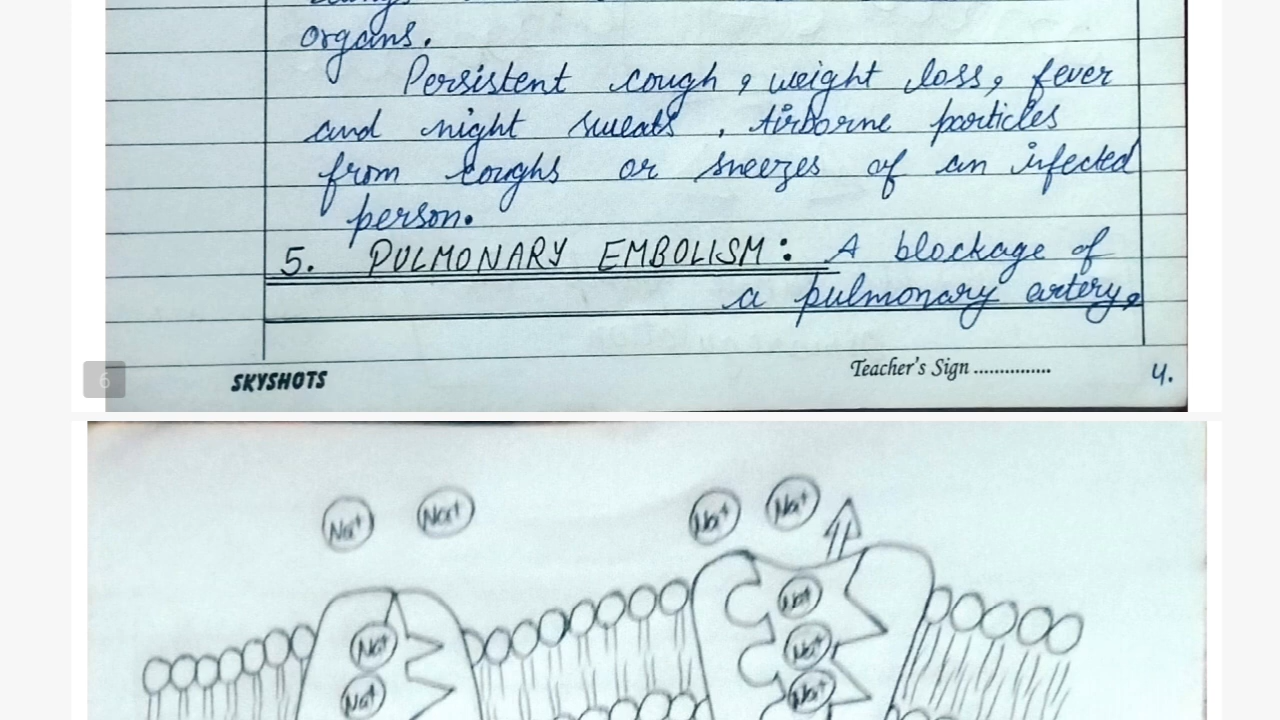 organs.
Persistent cough, weight loss, fever
and night sweats, Airborne particles
from coughs or sneezes of an infected
person.
5. PULMONARY EMBOLISM: A blockage of
a pulmonary artery,
6
SKYSHOTS
Teacher's Sign ...............
4.
Na+ Na+ Na+ Na+
Na+
Na+
Na+
Na+
Na+